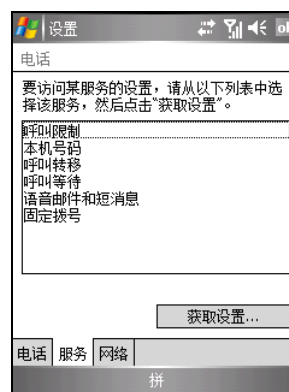 设置
ok
电话
要访问某服务的设置，请从以下列表中选
择该服务，然后点击“获取设置”。
呼叫限制
本机号码
呼叫转移
呼叫等待
语音邮件和短消息
固定拨号
获取设置...
电话 服务 网络
拼